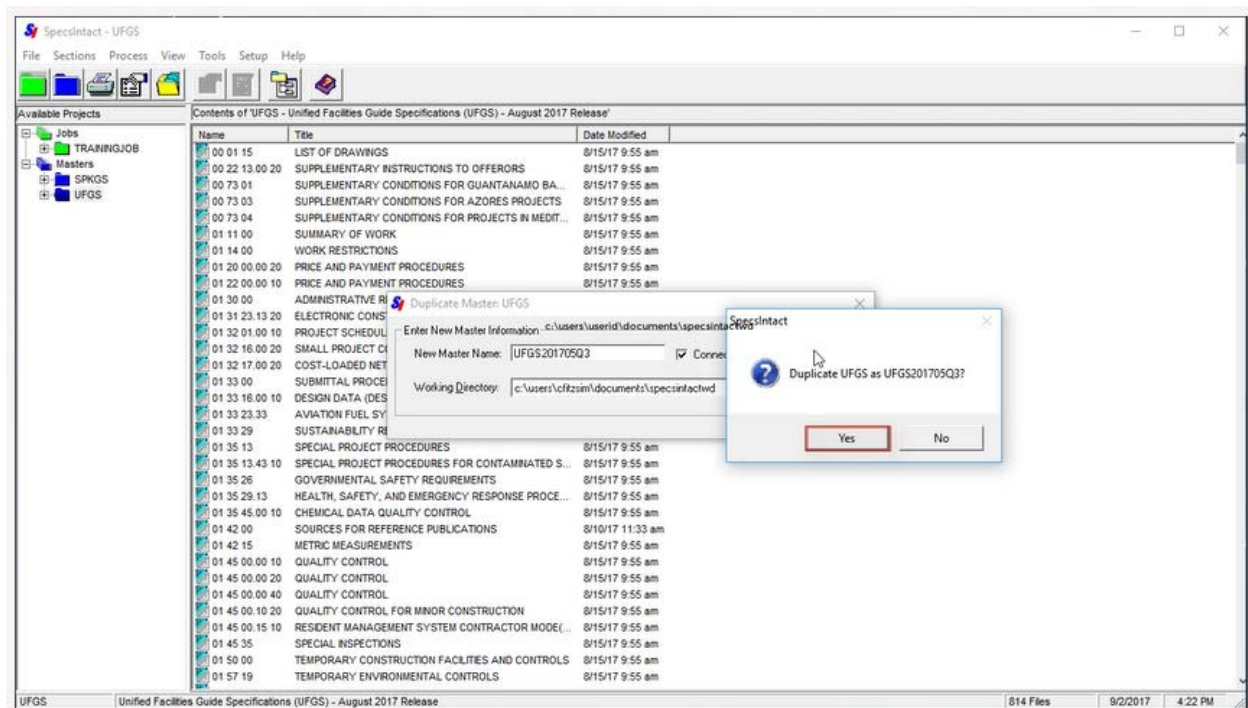 SpecsIntact - UFGS
File Sections Process View Tools Setup Help
Available Projects
Contents of 'UFGS - Unified Facilities Guide Specifications (UFGS) - August 2017 Release'
Jobs
TRAININGJOB
Masters
SPKGS
UFGS
Name Title Date Modified
00 01 15 LIST OF DRAWINGS 8/15/17 9:55 am
00 22 13.00 20 SUPPLEMENTARY INSTRUCTIONS TO OFFERORS 8/15/17 9:55 am
00 73 01 SUPPLEMENTARY CONDITIONS FOR GUANTANAMO BA... 8/15/17 9:55 am
00 73 03 SUPPLEMENTARY CONDITIONS FOR AZORES PROJECTS 8/15/17 9:55 am
00 73 04 SUPPLEMENTARY CONDITIONS FOR PROJECTS IN MEDIT... 8/15/17 9:55 am
01 11 00 SUMMARY OF WORK 8/15/17 9:55 am
01 14 00 WORK RESTRICTIONS 8/15/17 9:55 am
01 20 00.00 20 PRICE AND PAYMENT PROCEDURES 8/15/17 9:55 am
01 22 00.00 10 PRICE AND PAYMENT PROCEDURES 8/15/17 9:55 am
01 30 00 ADMINISTRATIVE R
01 31 23.13 20 ELECTRONIC CONS
01 32 01.00 10 PROJECT SCHEDUL
01 32 16.00 20 SMALL PROJECT C
01 32 17.00 20 COST-LOADED NET
01 33 00 SUBMITTAL PROCE
01 33 16.00 10 DESIGN DATA (DES
01 33 23.33 AVIATION FUEL SY
01 33 29 SUSTAINABILITY RE
01 35 13 SPECIAL PROJECT PROCEDURES 8/15/17 9:55 am
01 35 13.43 10 SPECIAL PROJECT PROCEDURES FOR CONTAMINATED S... 8/15/17 9:55 am
01 35 26 GOVERNMENTAL SAFETY REQUIREMENTS 8/15/17 9:55 am
01 35 29.13 HEALTH, SAFETY, AND EMERGENCY RESPONSE PROCE... 8/15/17 9:55 am
01 35 45.00 10 CHEMICAL DATA QUALITY CONTROL 8/15/17 9:55 am
01 42 00 SOURCES FOR REFERENCE PUBLICATIONS 8/10/17 11:33 am
01 42 15 METRIC MEASUREMENTS 8/15/17 9:55 am
01 45 00.00 10 QUALITY CONTROL 8/15/17 9:55 am
01 45 00.00 20 QUALITY CONTROL 8/15/17 9:55 am
01 45 00.00 40 QUALITY CONTROL 8/15/17 9:55 am
01 45 00.10 20 QUALITY CONTROL FOR MINOR CONSTRUCTION 8/15/17 9:55 am
01 45 00.15 10 RESIDENT MANAGEMENT SYSTEM CONTRACTOR MODE(... 8/15/17 9:55 am
01 45 35 SPECIAL INSPECTIONS 8/15/17 9:55 am
01 50 00 TEMPORARY CONSTRUCTION FACILITIES AND CONTROLS 8/15/17 9:55 am
01 57 19 TEMPORARY ENVIRONMENTAL CONTROLS 8/15/17 9:55 am
Duplicate Master: UFGS
Enter New Master Information c:\users\userid\documents\specsintactwd
New Master Name: UFGS201705Q3 Connec
Working Directory: c:\users\cfitzsim\documents\specsintactwd
SpecsIntact
Duplicate UFGS as UFGS201705Q3?
Yes No
UFGS Unified Facilities Guide Specifications (UFGS) - August 2017 Release 814 Files 9/2/2017 4:22 PM